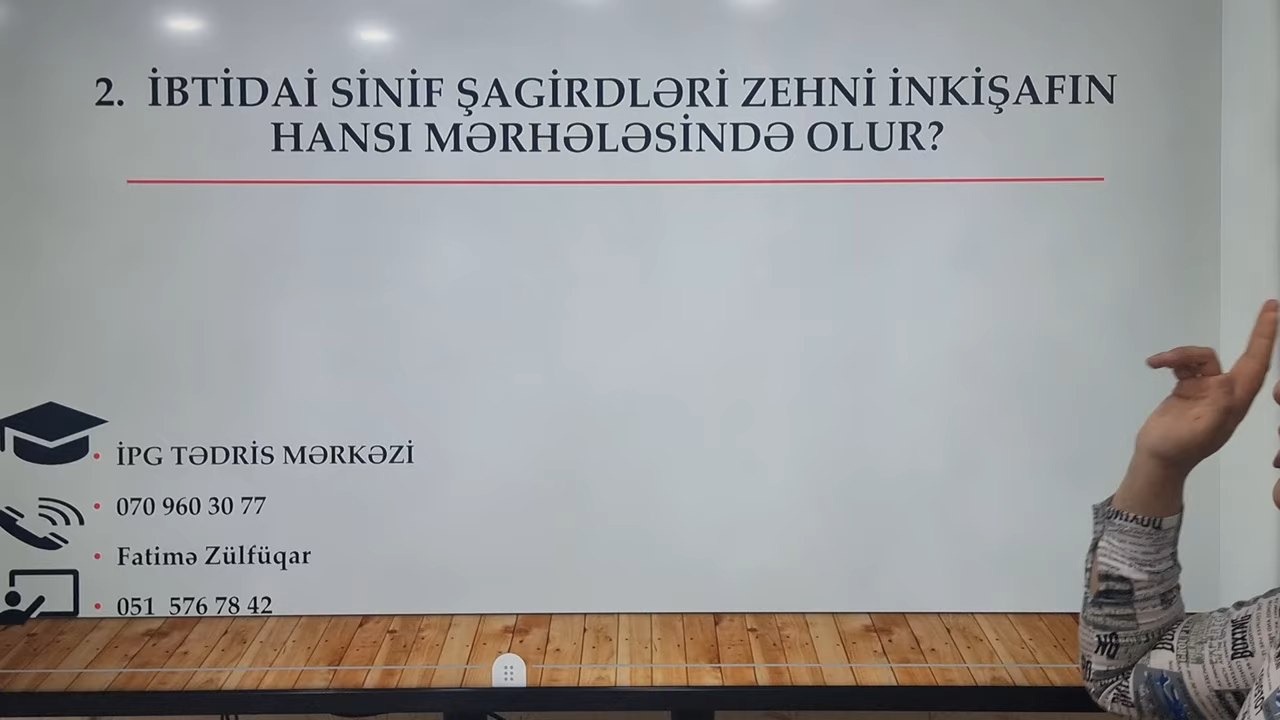 2. İBTİDAİ SİNİF ŞAGİRDLƏRİ ZEHNİ İNKİŞAFIN
HANSI MƏRHƏLƏSİNDƏ OLUR?
• İPG TƏDRİS MƏRKƏZİ
• 070 960 30 77
• Fatimə Zülfüqar
• 051 576 78 42
BOXING